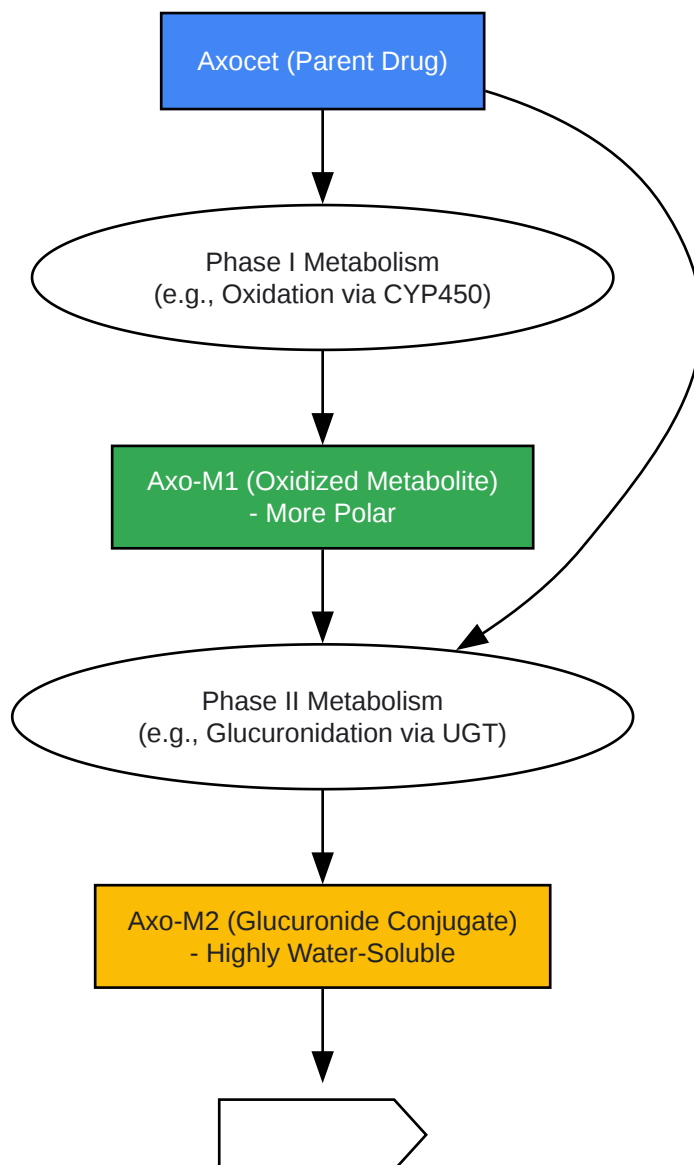 Axocet (Parent Drug)
Phase I Metabolism
(e.g., Oxidation via CYP450)
Axo-M1 (Oxidized Metabolite)
- More Polar
Phase II Metabolism
(e.g., Glucuronidation via UGT)
Axo-M2 (Glucuronide Conjugate)
- Highly Water-Soluble